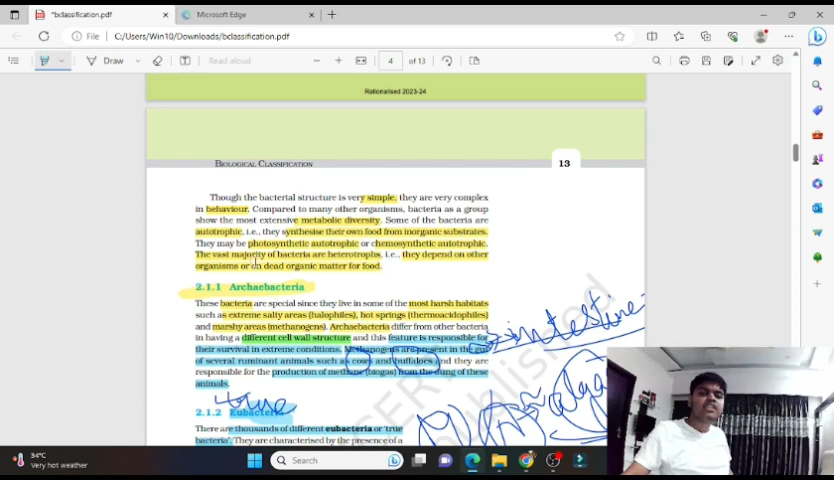 *bclassification.pdf
Microsoft Edge
File
C:/Users/Win10/Downloads/bclassification.pdf
Draw
Read aloud
4
of 13
Rationalised 2023-24
BIOLOGICAL CLASSIFICATION
13
Though the bacterial structure is very simple, they are very complex
in behaviour. Compared to many other organisms, bacteria as a group
show the most extensive metabolic diversity. Some of the bacteria are
autotrophic, i.e., they synthesise their own food from inorganic substrates.
They may be photosynthetic autotrophic or chemosynthetic autotrophic.
The vast majority of bacteria are heterotrophs, i.e., they depend on other
organisms or on dead organic matter for food.
2.1.1 Archaebacteria
These bacteria are special since they live in some of the most harsh habitats
such as extreme salty areas (halophiles), hot springs (thermoacidophiles)
and marshy areas (methanogens). Archaebacteria differ from other bacteria
in having a different cell wall structure and this feature is responsible for
their survival in extreme conditions. Methanogens are present in the gut
intestine
of several ruminant animals such as cows and buffaloes and they are
responsible for the production of methane (biogas) from the dung of these
animals.
true
2.1.2 Eubacteria
There are thousands of different eubacteria or 'true
bacteria'. They are characterised by the presence of a
34°C
Very hot weather
Search